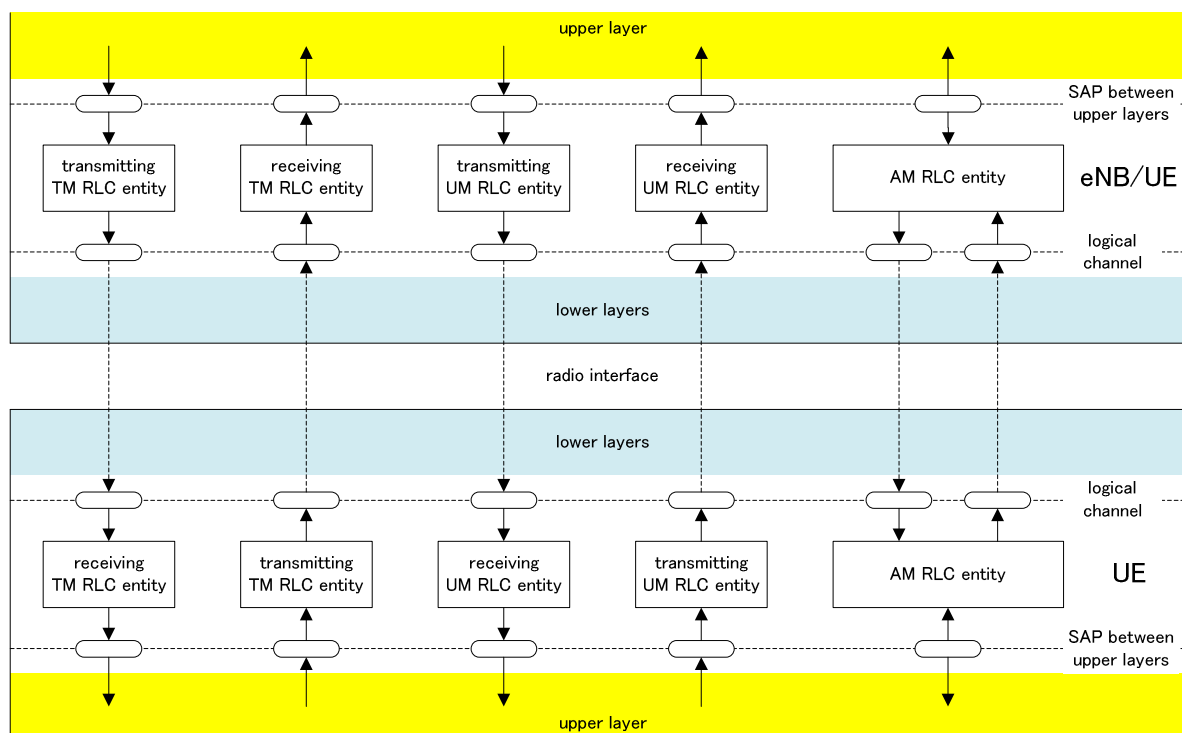 upper layer
SAP between
upper layers
transmitting
TM RLC entity
receiving
TM RLC entity
transmitting
UM RLC entity
receiving
UM RLC entity
AM RLC entity
eNB/UE
logical
channel
lower layers
radio interface
lower layers
logical
channel
receiving
TM RLC entity
transmitting
TM RLC entity
receiving
UM RLC entity
transmitting
UM RLC entity
AM RLC entity
UE
SAP between
upper layers
upper layer